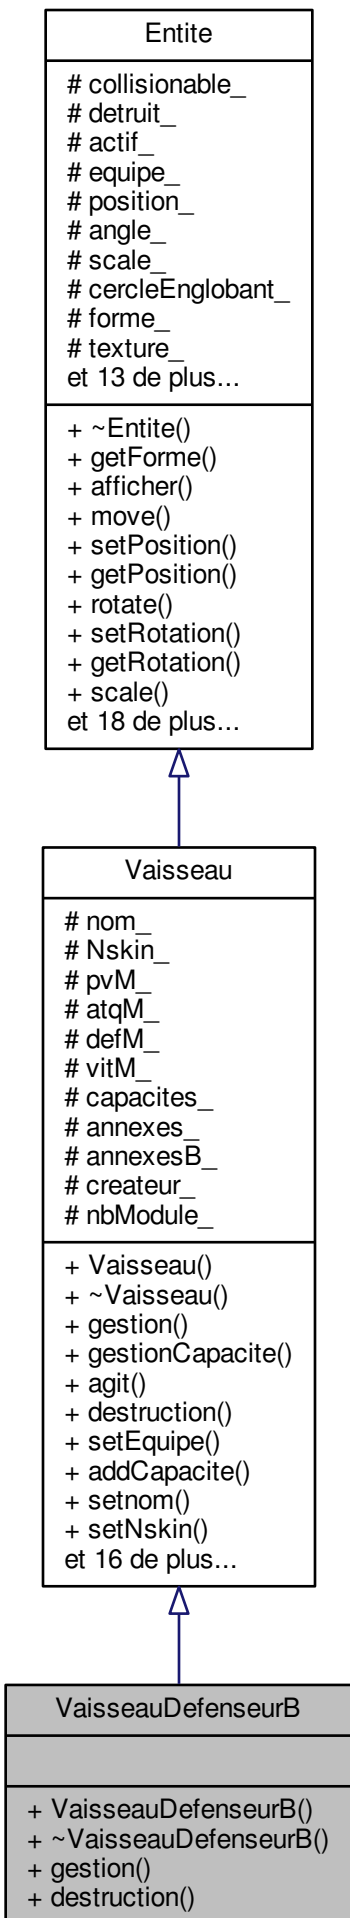 Entite
# collisionable_
# detruit_
# actif_
# equipe_
# position_
# angle_
# scale_
# cercleEnglobant_
# forme_
# texture_
et 13 de plus...
+ ~Entite()
+ getForme()
+ afficher()
+ move()
+ setPosition()
+ getPosition()
+ rotate()
+ setRotation()
+ getRotation()
+ scale()
et 18 de plus...
Vaisseau
# nom_
# Nskin_
# pvM_
# atqM_
# defM_
# vitM_
# capacites_
# annexes_
# annexesB_
# createur_
# nbModule_
+ Vaisseau()
+ ~Vaisseau()
+ gestion()
+ gestionCapacite()
+ agit()
+ destruction()
+ setEquipe()
+ addCapacite()
+ setnom()
+ setNskin()
et 16 de plus...
VaisseauDefenseurB
+ VaisseauDefenseurB()
+ ~VaisseauDefenseurB()
+ gestion()
+ destruction()